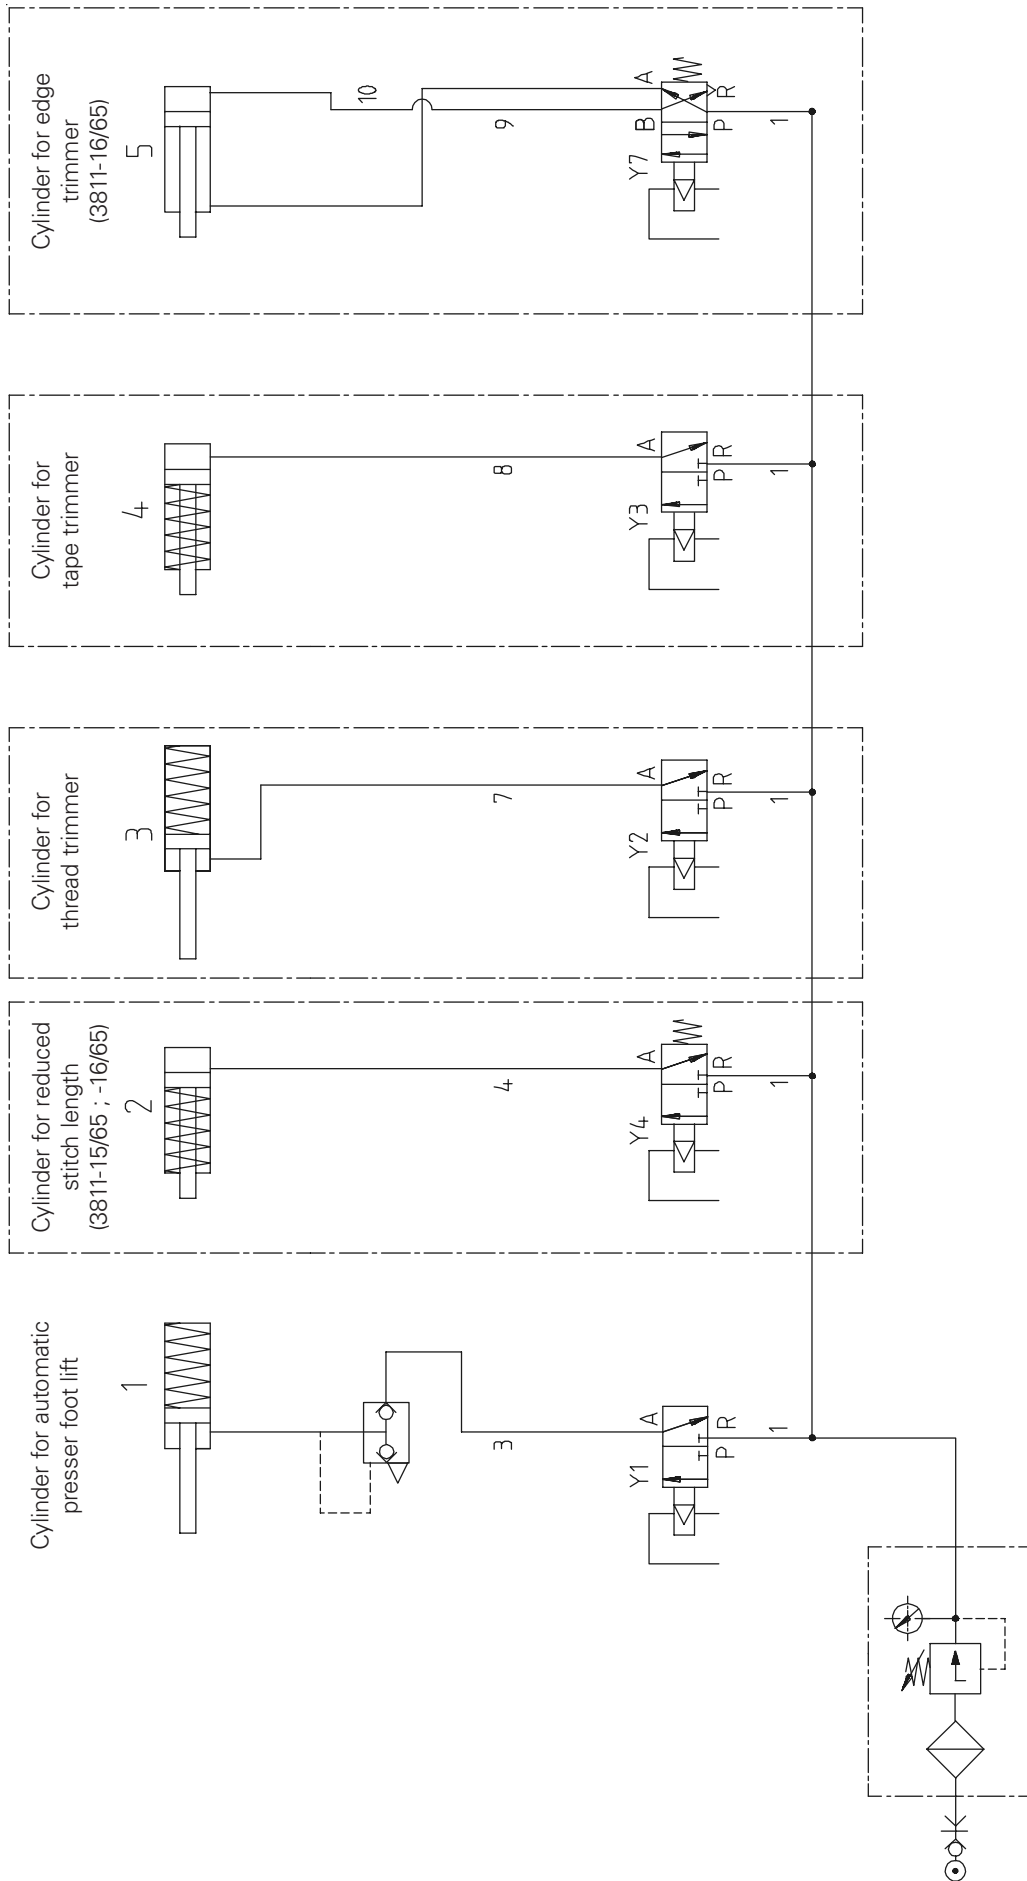 Cylinder for automatic
presser foot lift
1
3
Y1
A
P
R
1
Cylinder for reduced
stitch length
(3811-15/65 ; -16/65)
2
4
Y4
A
P
R
1
Cylinder for
thread trimmer
3
7
Y2
A
P
R
1
Cylinder for
tape trimmer
4
8
Y3
A
P
R
1
Cylinder for edge
trimmer
(3811-16/65)
5
10
9
Y7
B
A
P
R
1